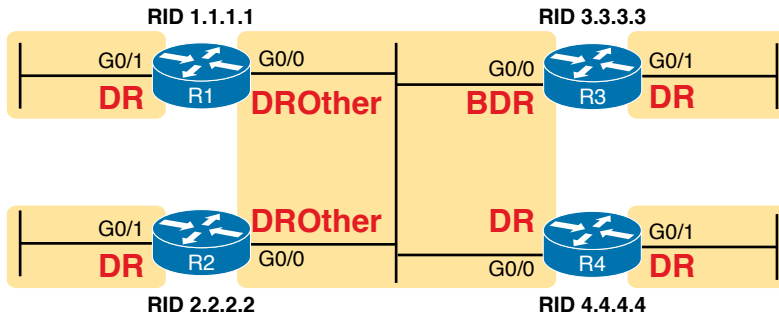 RID 1.1.1.1
RID 3.3.3.3
G0/1
G0/0
G0/0
G0/1
R1
R3
DR
DROther
BDR
DR
DROther
DR
G0/1
G0/1
R2
R4
DR
G0/0
G0/0
DR
RID 2.2.2.2
RID 4.4.4.4